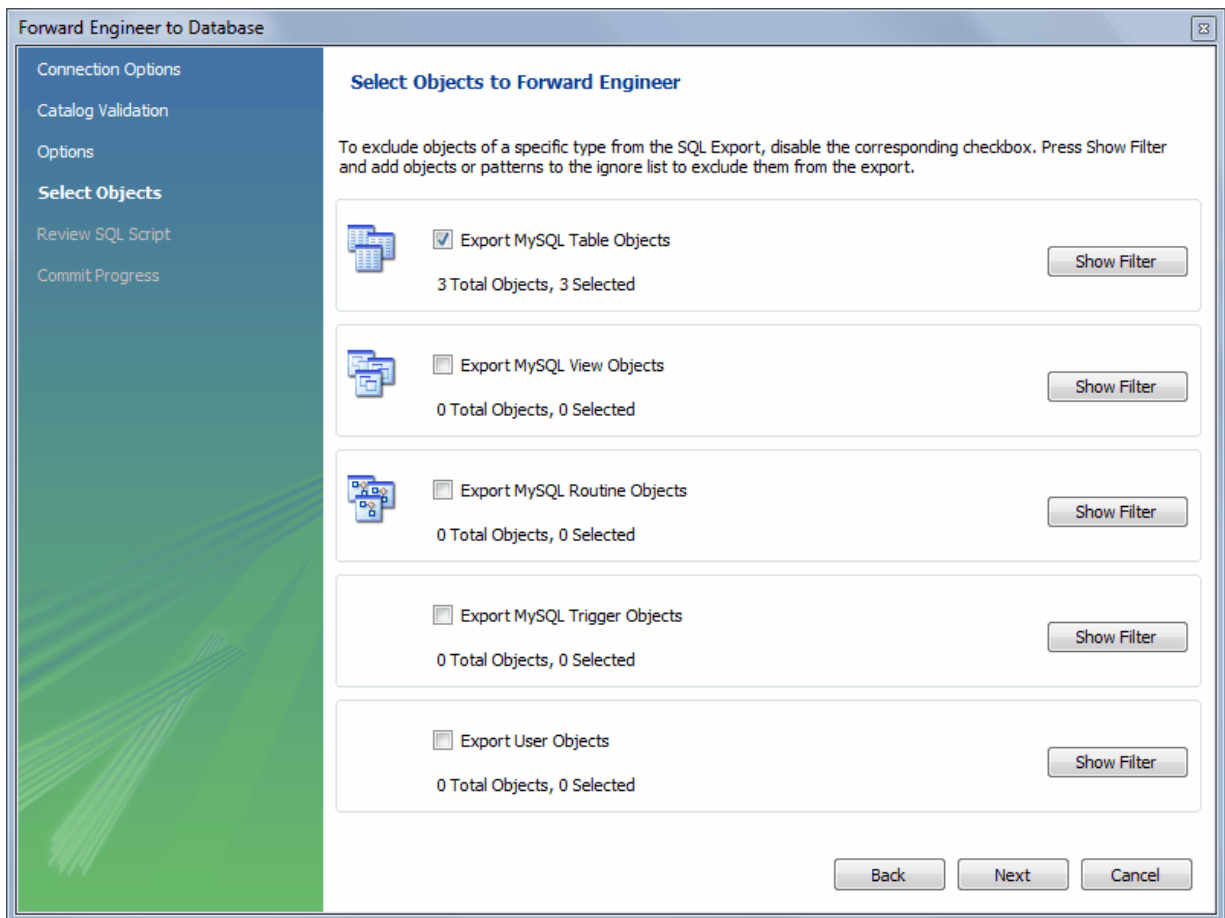 Forward Engineer to Database
Connection Options
Catalog Validation
Options
Select Objects
Review SQL Script
Commit Progress
Select Objects to Forward Engineer
To exclude objects of a specific type from the SQL Export, disable the corresponding checkbox. Press Show Filter
and add objects or patterns to the ignore list to exclude them from the export.
Export MySQL Table Objects
Show Filter
3 Total Objects, 3 Selected
Export MySQL View Objects
Show Filter
0 Total Objects, 0 Selected
Export MySQL Routine Objects
Show Filter
0 Total Objects, 0 Selected
Export MySQL Trigger Objects
Show Filter
0 Total Objects, 0 Selected
Export User Objects
Show Filter
0 Total Objects, 0 Selected
Back Next Cancel